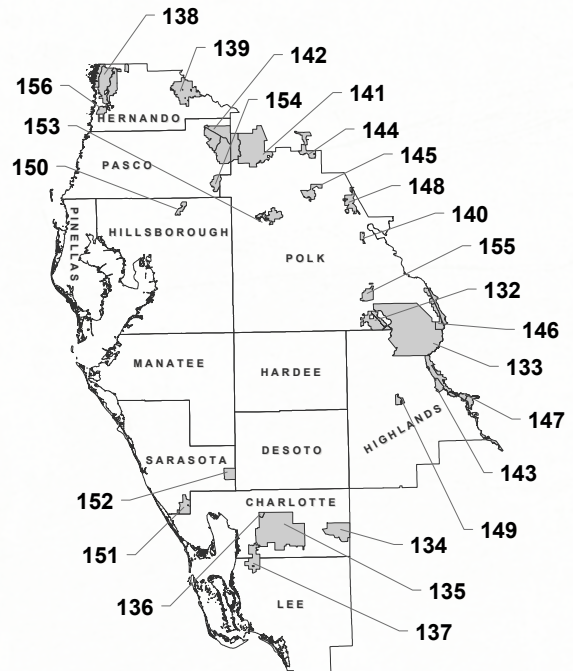 138
139
142
156
154
HERNANDO
141
153
144
PASCO
150
145
148
PINELLAS
HILLSBOROUGH
140
POLK
155
132
146
MANATEE
HARDEE
133
147
HIGHLANDS
DESOTO
SARASOTA
143
152
CHARLOTTE
149
151
134
135
136
LEE
137